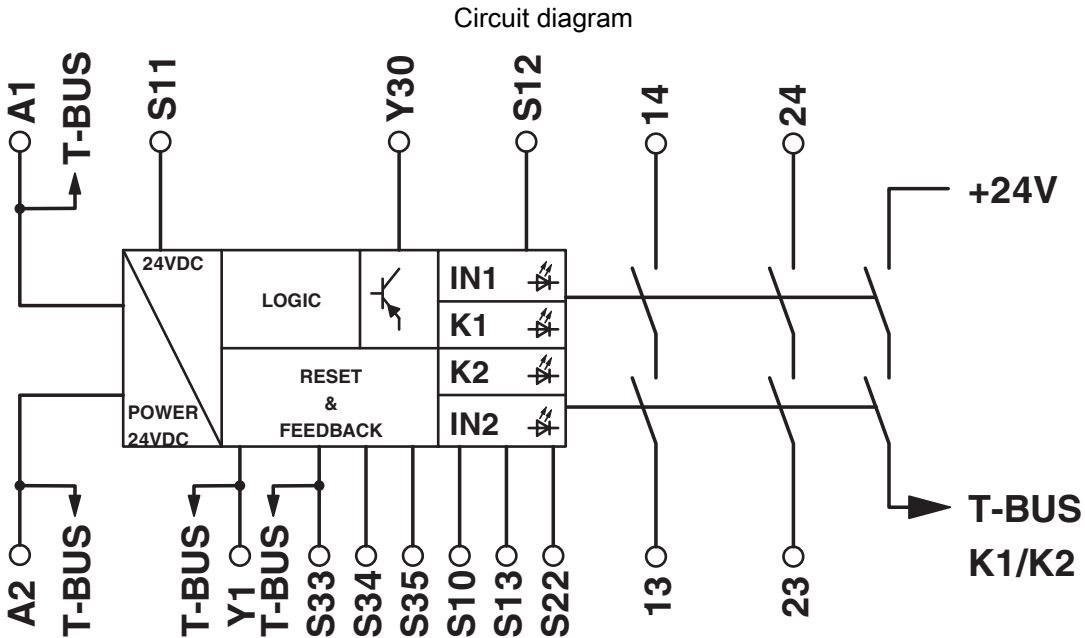 Circuit diagram
A1
T-BUS
S11
Y30
S12
14
24
+24V
24VDC
LOGIC
IN1
K1
K2
IN2
RESET
&
FEEDBACK
POWER
24VDC
A2
T-BUS
T-BUS
Y1
T-BUS
S33
S34
S35
S10
S13
S22
13
23
T-BUS
K1/K2